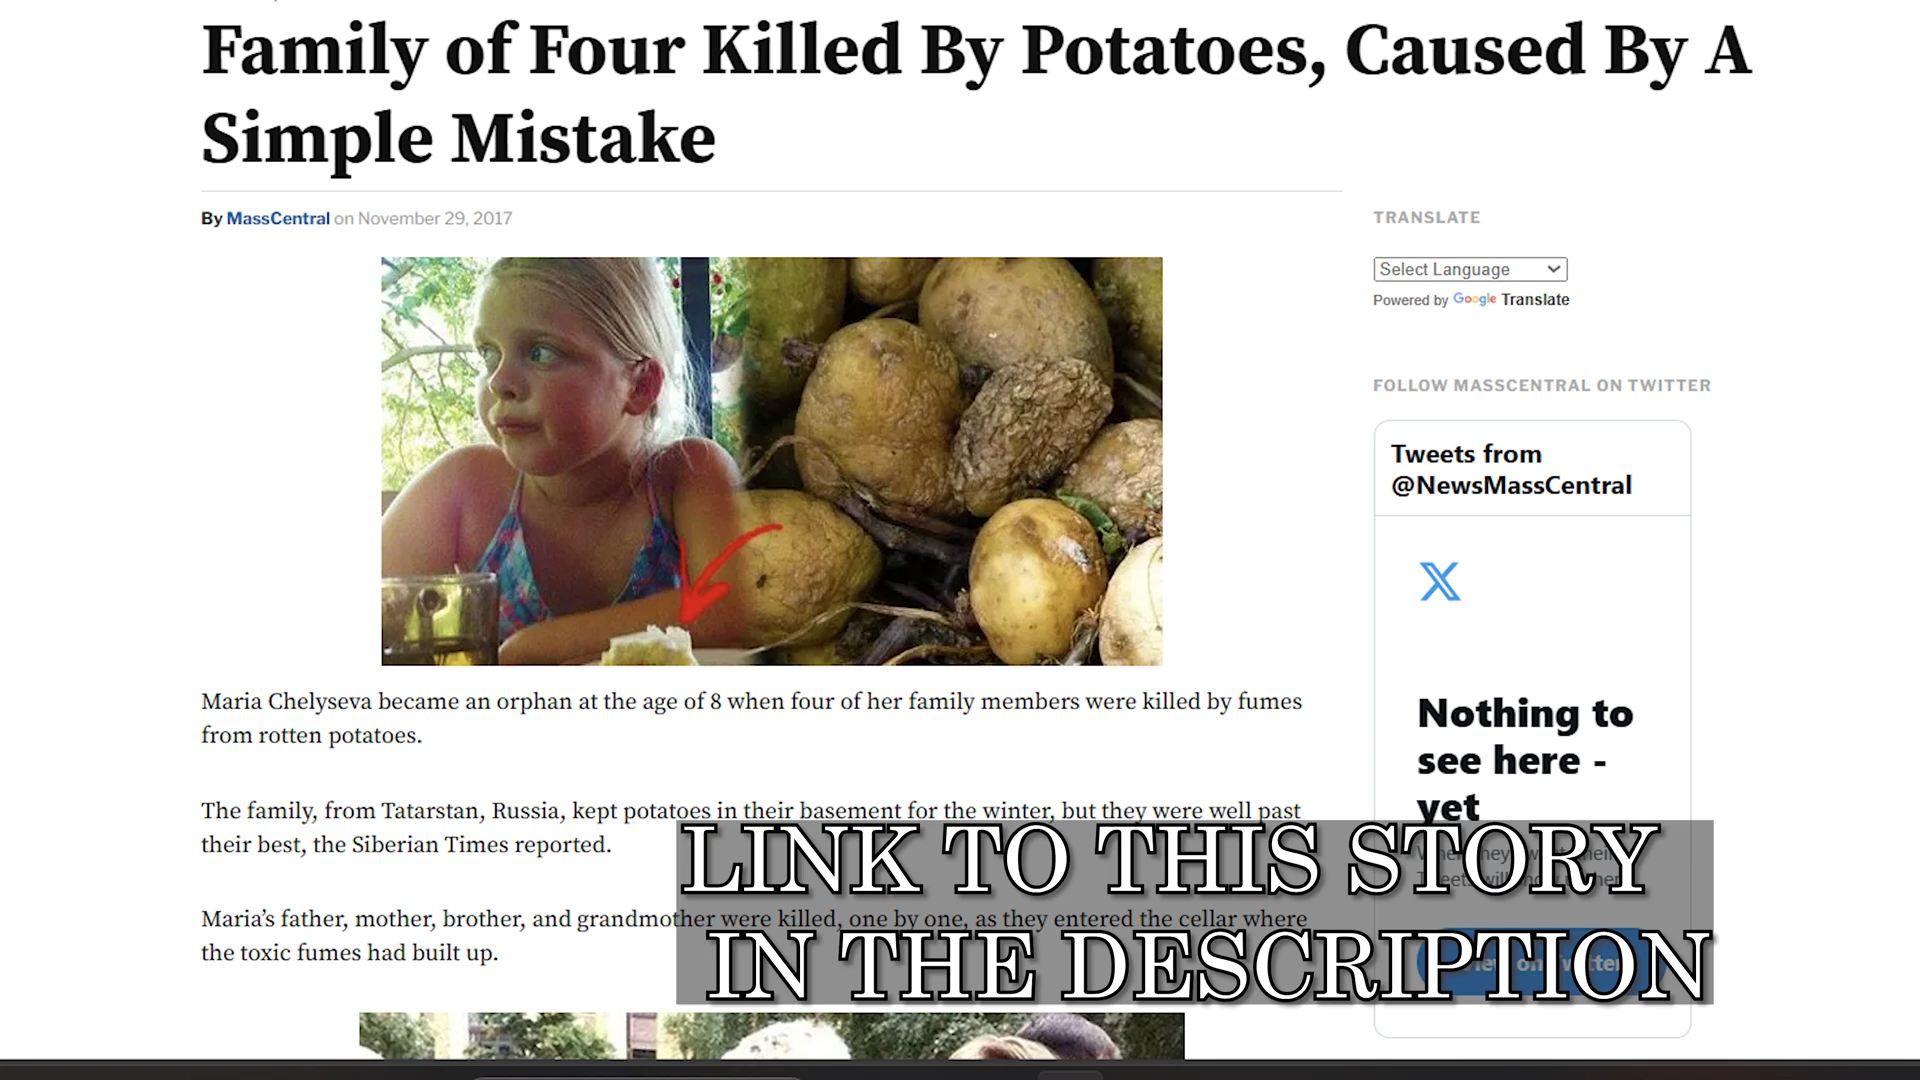 Family of Four Killed By Potatoes, Caused By A
Simple Mistake
By MassCentral on November 29, 2017
TRANSLATE
Select Language
Powered by Google Translate
FOLLOW MASSCENTRAL ON TWITTER
Tweets from
@NewsMassCentral
Nothing to
see here -
yet
Maria Chelyseva became an orphan at the age of 8 when four of her family members were killed by fumes
from rotten potatoes.
The family, from Tatarstan, Russia, kept potatoes in their basement for the winter, but they were well past
their best, the Siberian Times reported.
Maria’s father, mother, brother, and grandmother were killed, one by one, as they entered the cellar where
the toxic fumes had built up.
LINK TO THIS STORY
IN THE DESCRIPTION